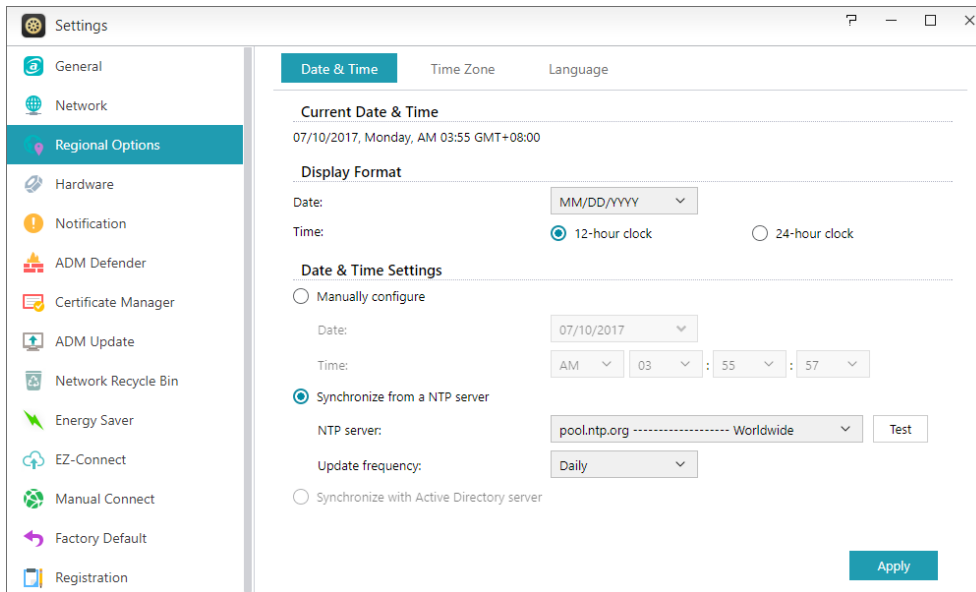 Settings
General
Network
Regional Options
Hardware
Notification
ADM Defender
Certificate Manager
ADM Update
Network Recycle Bin
Energy Saver
EZ-Connect
Manual Connect
Factory Default
Registration
Date & Time Time Zone Language
Current Date & Time
07/10/2017, Monday, AM 03:55 GMT+08:00
Display Format
Date: MM/DD/YYYY
Time: 12-hour clock 24-hour clock
Date & Time Settings
Manually configure
Date: 07/10/2017
Time: AM 03 : 55 : 57
Synchronize from a NTP server
NTP server: pool.ntp.org ------------------- Worldwide Test
Update frequency: Daily
Synchronize with Active Directory server
Apply